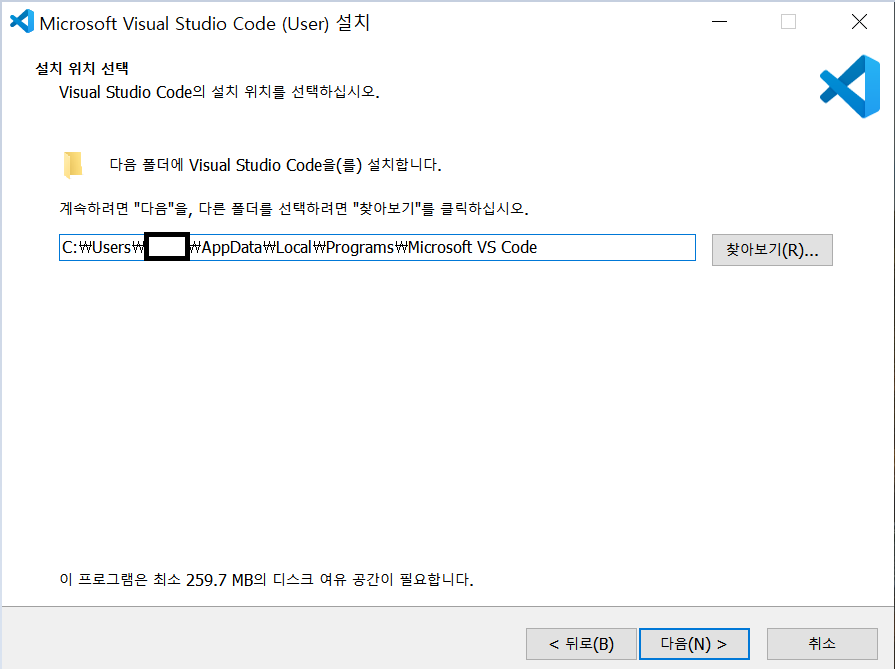 Microsoft Visual Studio Code (User) 설치
설치 위치 선택
Visual Studio Code의 설치 위치를 선택하십시오.
다음 폴더에 Visual Studio Code을(를) 설치합니다.
계속하려면 "다음"을, 다른 폴더를 선택하려면 "찾아보기"를 클릭하십시오.
C:₩Users₩ ₩AppData₩Local₩Programs₩Microsoft VS Code
찾아보기(R)...
이 프로그램은 최소 259.7 MB의 디스크 여유 공간이 필요합니다.
< 뒤로(B)
다음(N) >
취소